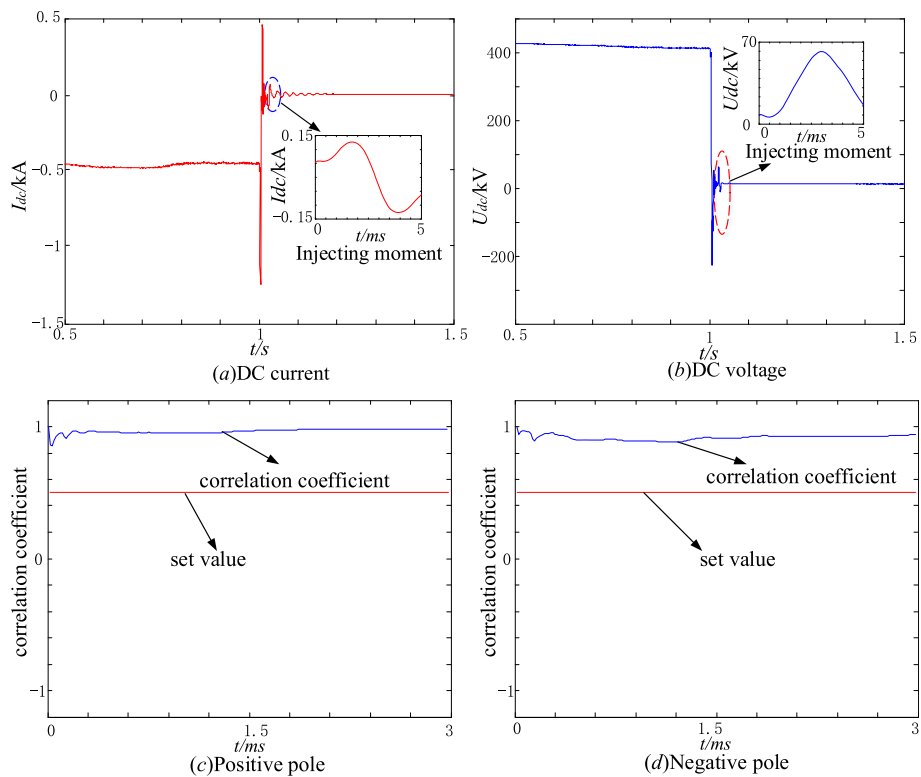 0.5
0
-0.5
-1
-1.5
Idc/kA
0.5
1
1.5
t/s
0.15
-0.15
Idc/kA
0
5
t/ms
Injecting moment
(a)DC current
400
200
0
-200
Udc/kV
0.5
1
1.5
t/s
70
0
Udc/kV
0
5
t/ms
Injecting moment
(b)DC voltage
1
0
-1
correlation coefficient
correlation coefficient
set value
0
1.5
3
t/ms
(c)Positive pole
1
0
-1
correlation coefficient
correlation coefficient
set value
0
1.5
3
t/ms
(d)Negative pole